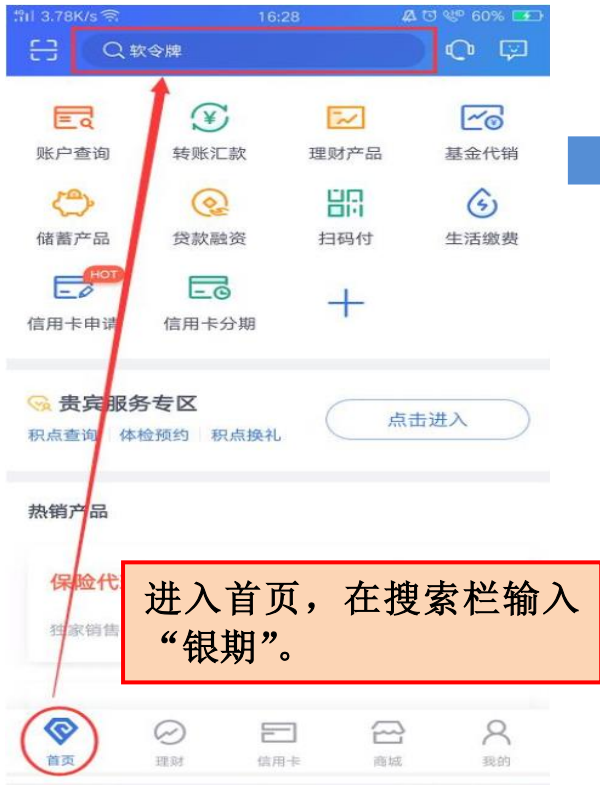 3.78K/s 16:28 60%
软令牌
账户查询 转账汇款 理财产品 基金代销
储蓄产品 贷款融资 扫码付 生活缴费
HOT
信用卡申请 信用卡分期
贵宾服务专区
积点查询 体检预约 积点换礼
点击进入
热销产品
保险代
独家销售
进入首页，在搜索栏输入
“银期”。
首页 理财 信用卡 商城 我的